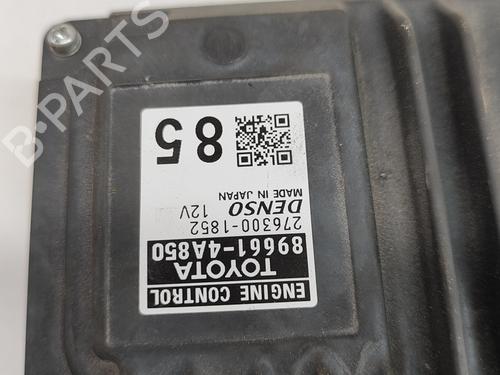 ENGINE CONTROL
TOYOTA
89661-4A850
276300-1852 12V
DENSO
MADE IN JAPAN
85
B-PARTS